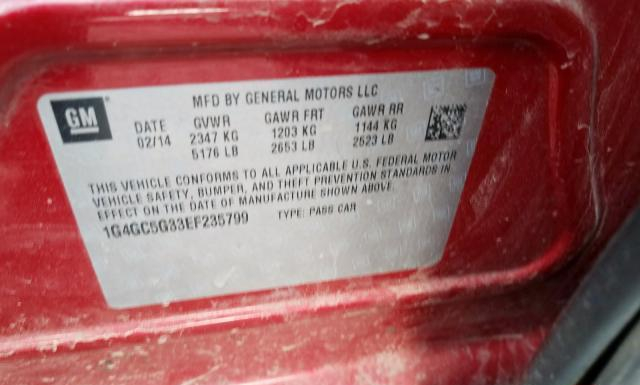 GM
MFD BY GENERAL MOTORS LLC
DATE GVWR GAWR FRT GAWR RR
02/14 2347 KG 1203 KG 1144 KG
5176 LB 2653 LB 2523 LB
THIS VEHICLE CONFORMS TO ALL APPLICABLE U.S. FEDERAL MOTOR
VEHICLE SAFETY, BUMPER, AND THEFT PREVENTION STANDARDS IN
EFFECT ON THE DATE OF MANUFACTURE SHOWN ABOVE.
1G4GC5G33EF235799 TYPE: PASS CAR